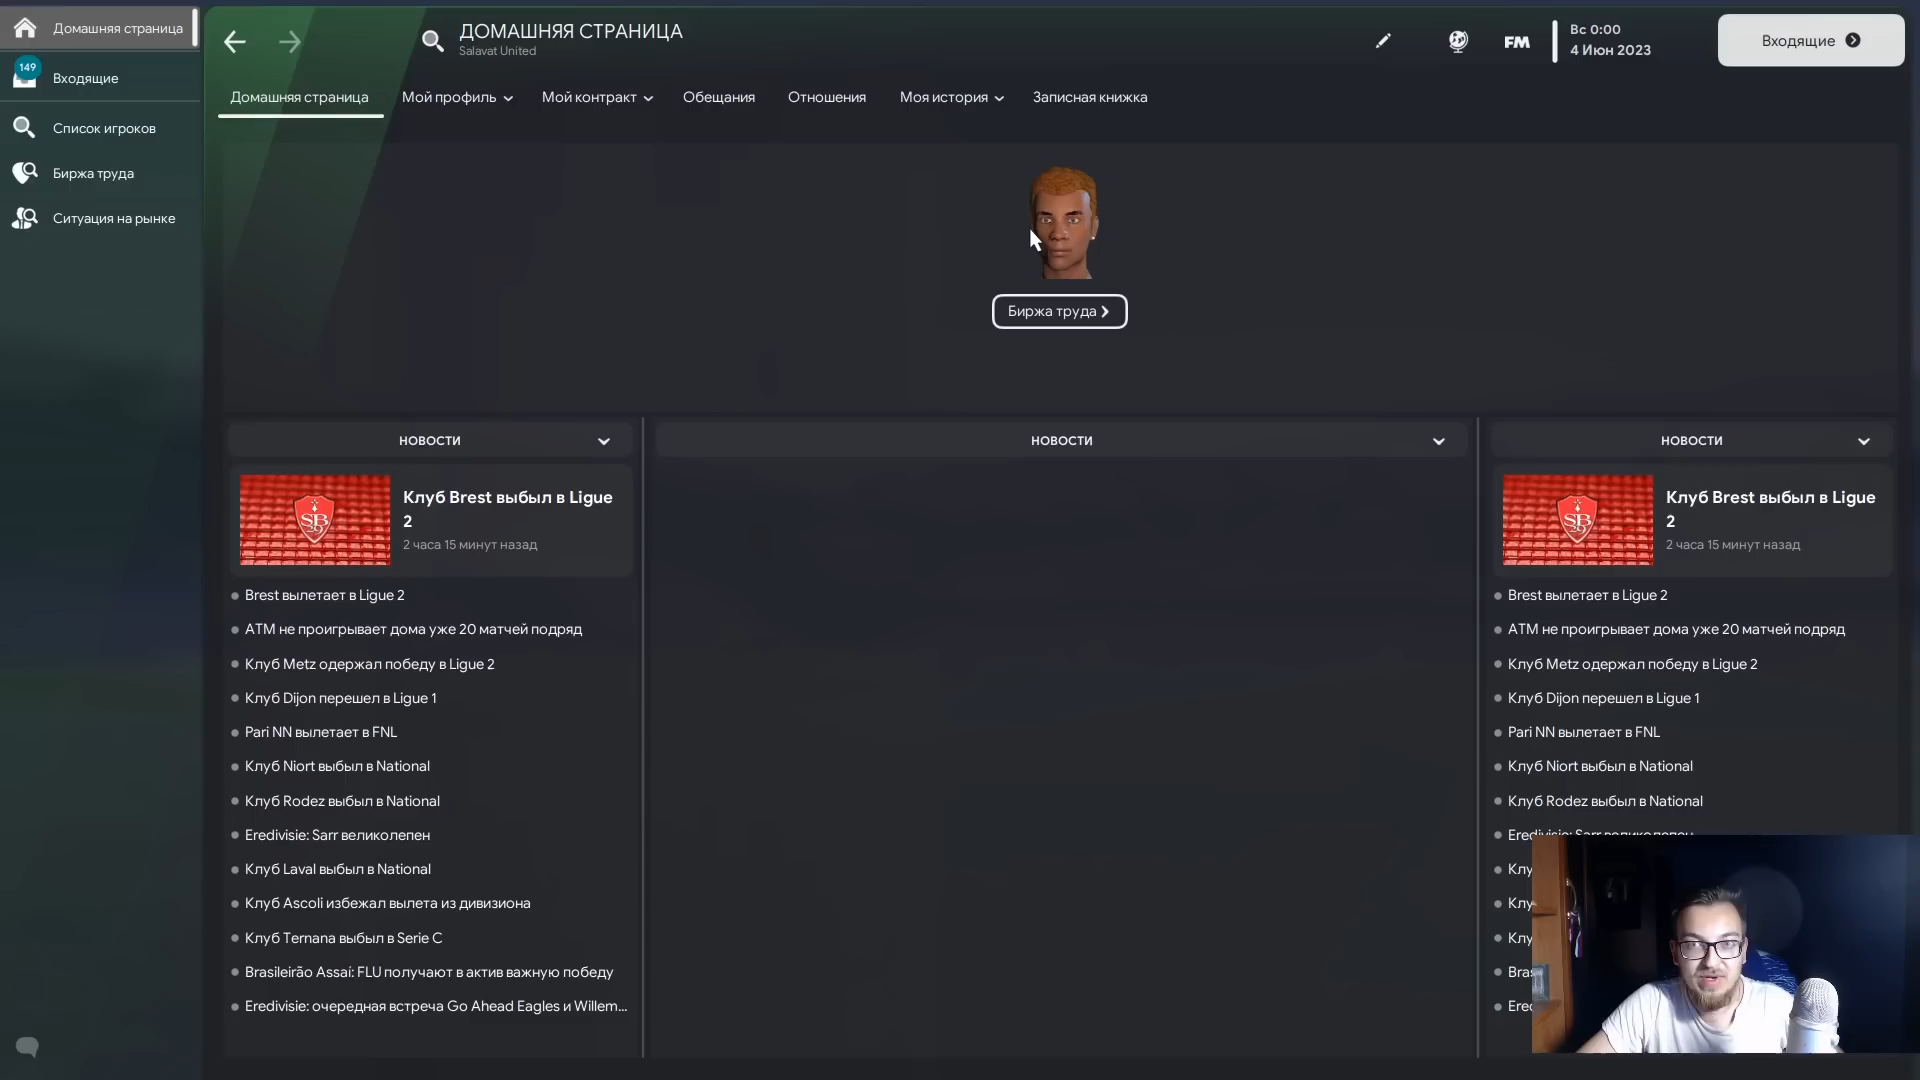 Домашняя страница
149
Входящие
Список игроков
Биржа труда
Ситуация на рынке
ДОМАШНЯЯ СТРАНИЦА
Salavat United
FM
Вс 0:00
4 Июн 2023
Входящие
Домашняя страница
Мой профиль
Мой контракт
Обещания
Отношения
Моя история
Записная книжка
Биржа труда
НОВОСТИ
SB
29
Клуб Brest выбыл в Ligue
2
2 часа 15 минут назад
Brest вылетает в Ligue 2
ATM не проигрывает дома уже 20 матчей подряд
Клуб Metz одержал победу в Ligue 2
Клуб Dijon перешел в Ligue 1
Pari NN вылетает в FNL
Клуб Niort выбыл в National
Клуб Rodez выбыл в National
Eredivisie: Sarr великолепен
Клуб Laval выбыл в National
Клуб Ascoli избежал вылета из дивизиона
Клуб Ternana выбыл в Serie C
Brasileirão Assaí: FLU получают в актив важную победу
Eredivisie: очередная встреча Go Ahead Eagles и Willem...
НОВОСТИ
НОВОСТИ
SB
29
Клуб Brest выбыл в Ligue
2
2 часа 15 минут назад
Brest вылетает в Ligue 2
ATM не проигрывает дома уже 20 матчей подряд
Клуб Metz одержал победу в Ligue 2
Клуб Dijon перешел в Ligue 1
Pari NN вылетает в FNL
Клуб Niort выбыл в National
Клуб Rodez выбыл в National
Eredivisie: Sarr великолепен